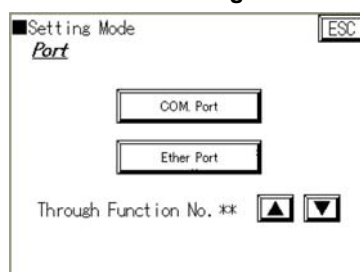 ■Setting Mode ESC
Port
COM. Port
Ether Port
Through Function No. ** ▲ ▼